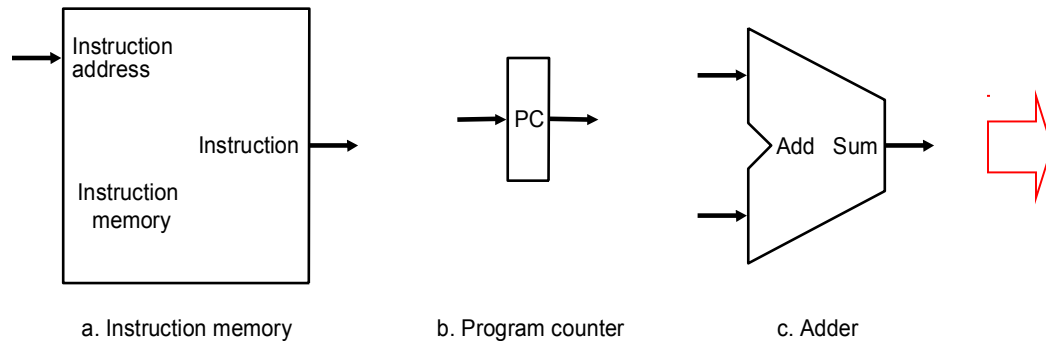 Instruction
address
Instruction
Instruction
memory
PC
Add Sum
a. Instruction memory
b. Program counter
c. Adder